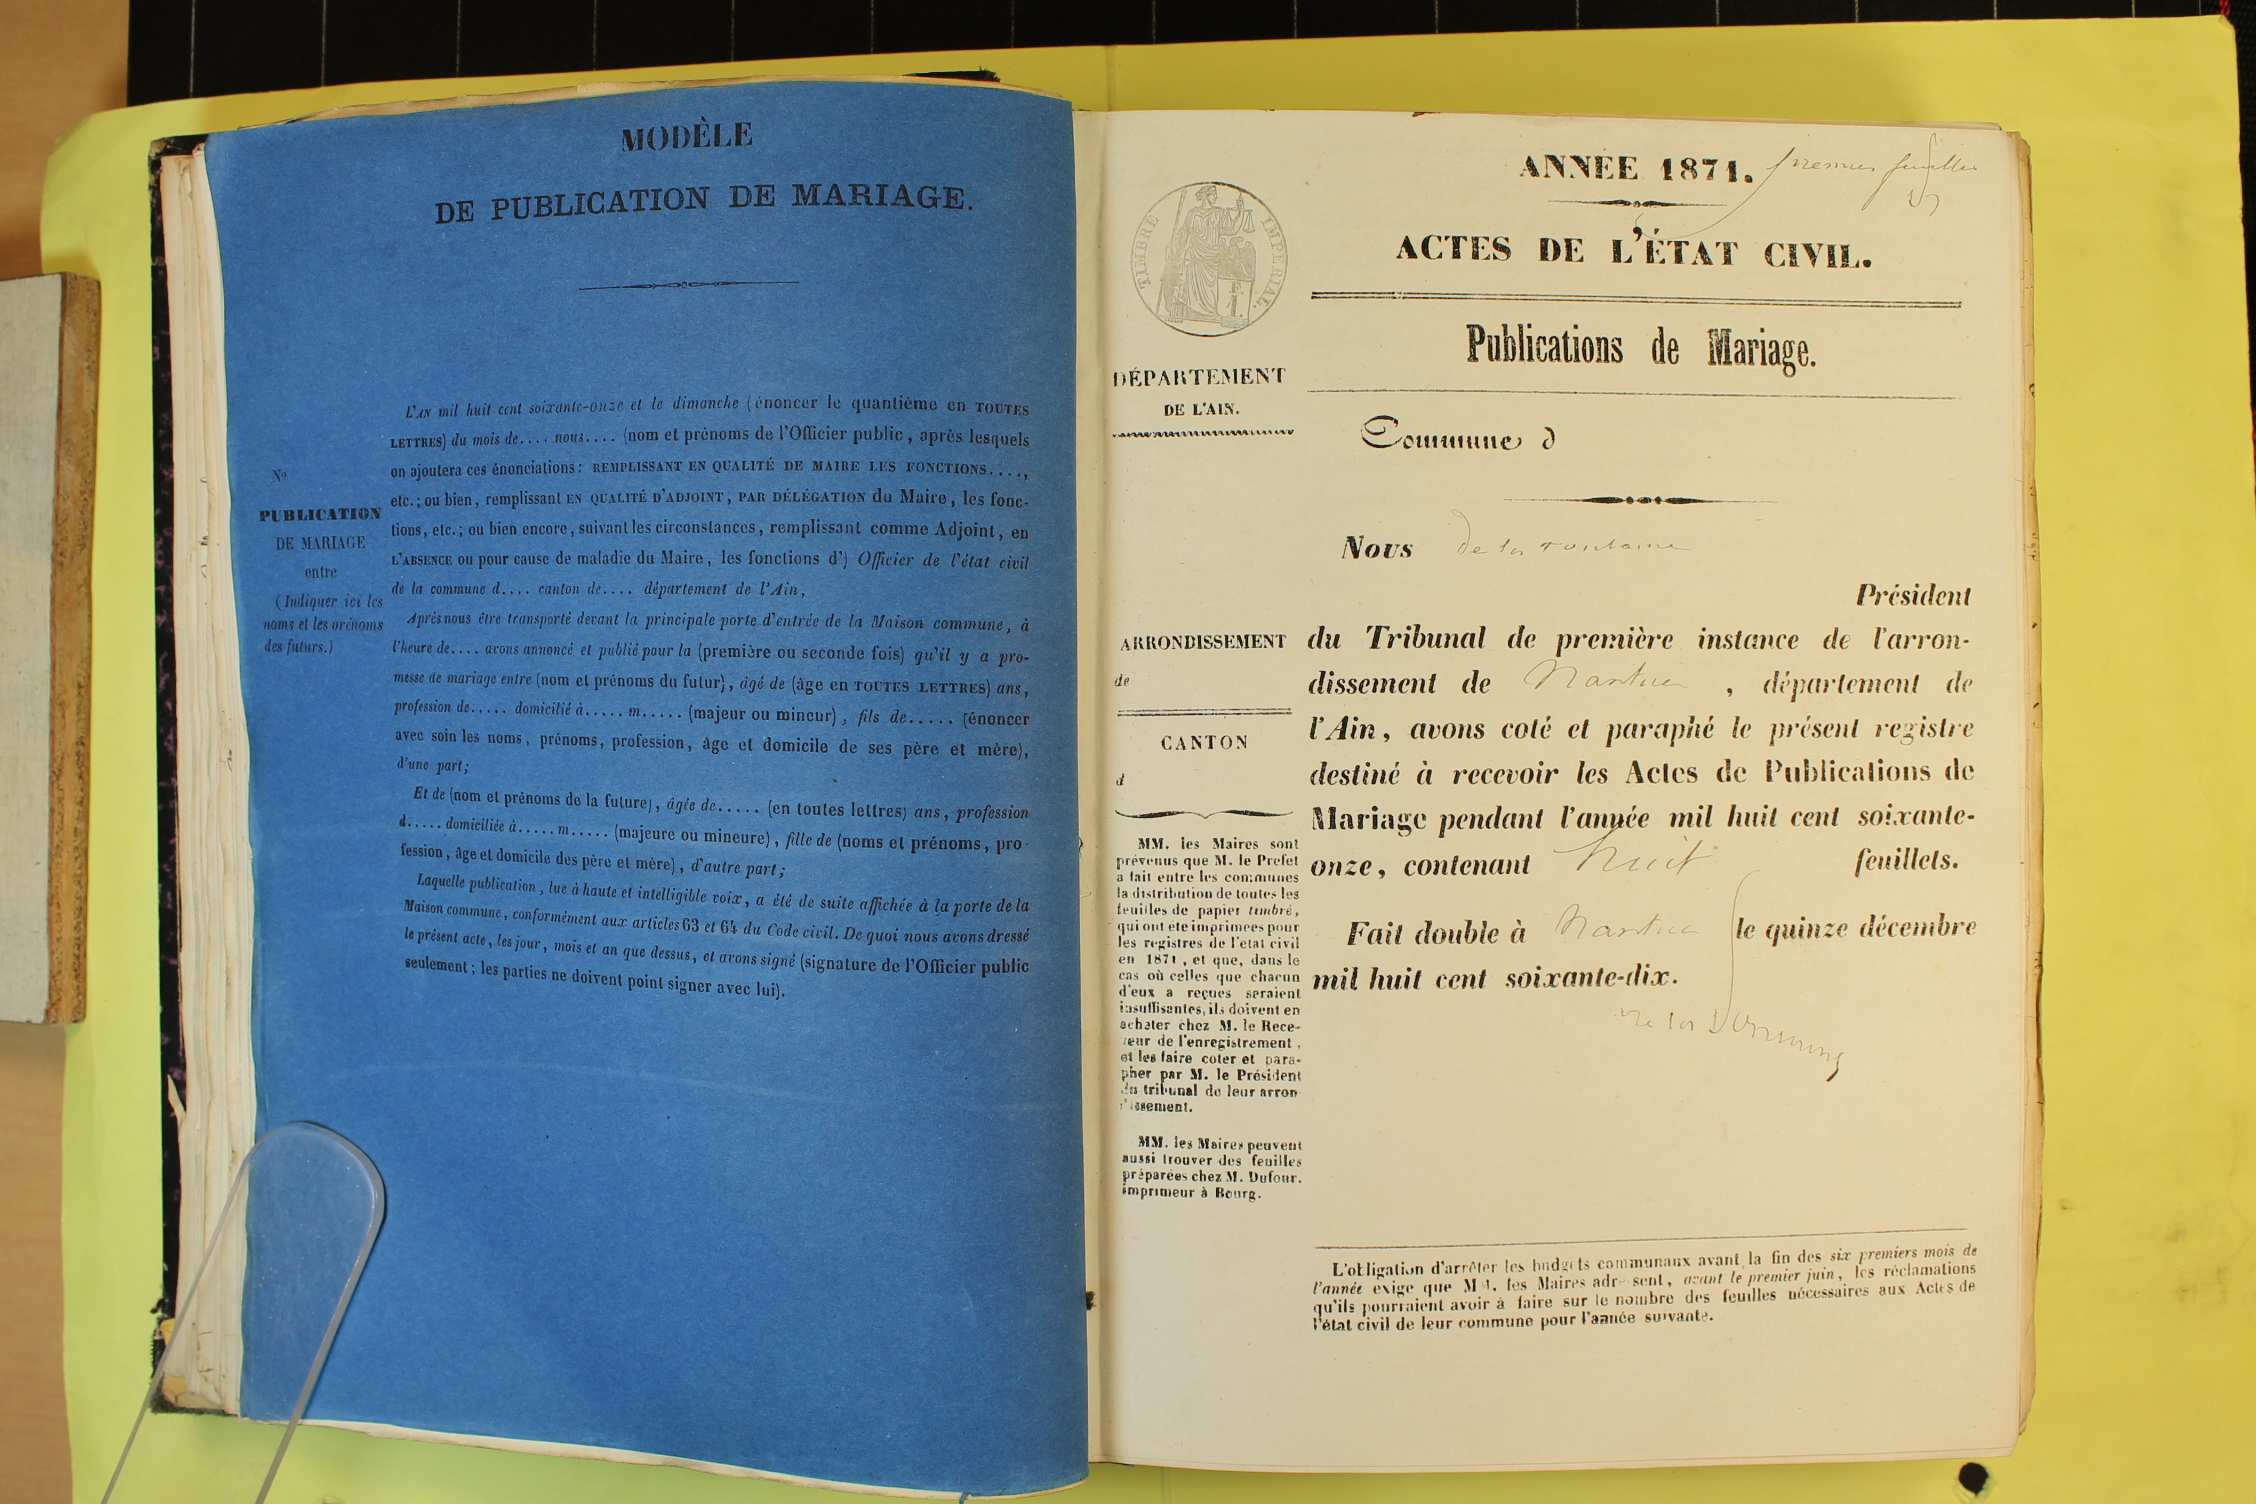 MODÈLE
DE PUBLICATION DE MARIAGE.
No
PUBLICATION
DE MARIAGE
entre
(Indiquer ici les
noms et les prénoms
des futurs.)
L'AN mil huit cent soixante-onze et le dimanche (énoncer le quantième en TOUTES
LETTRES) du mois de.... nous.... (nom et prénoms de l'Officier public, après lesquels
on ajoutera ces énonciations: REMPLISSANT EN QUALITÉ DE MAIRE LES FONCTIONS....,
etc.; ou bien, remplissant EN QUALITÉ D'ADJOINT, PAR DÉLÉGATION du Maire, les fonc-
tions, etc.; ou bien encore, suivant les circonstances, remplissant comme Adjoint, en
L'ABSENCE ou pour cause de maladie du Maire, les fonctions d') Officier de l'état civil
de la commune d.... canton de.... département de l'Ain,
Après nous être transporté devant la principale porte d'entrée de la Maison commune, à
l'heure de.... avons annoncé et publié pour la (première ou seconde fois) qu'il y a pro-
messe de mariage entre (nom et prénoms du futur), âgé de (âge en TOUTES LETTRES) ans,
profession de..... domicilié à..... m..... (majeur ou mineur), fils de..... (énoncer
avec soin les noms, prénoms, profession, âge et domicile de ses père et mère),
d'une part;
Et de (nom et prénoms de la future), âgée de..... (en toutes lettres) ans, profession
d..... domiciliée à..... m..... (majeure ou mineure), fille de (noms et prénoms, pro-
fession, âge et domicile des père et mère), d'autre part;
Laquelle publication, lue à haute et intelligible voix, a été de suite affichée à la porte de la
Maison commune, conformément aux articles 63 et 64 du Code civil. De quoi nous avons dressé
le présent acte, les jour, mois et an que dessus, et avons signé (signature de l'Officier public
seulement; les parties ne doivent point signer avec lui).
ANNÉE 1871.
premier feuillet
ACTES DE L'ÉTAT CIVIL.
TIMBRE IMPERIAL.
Publications de Mariage.
DÉPARTEMENT
DE L'AIN.
Commune d
ARRONDISSEMENT
de
CANTON
d
MM. les Maires sont
prévenus que M. le Prefet
a fait entre les communes
la distribution de toutes les
feuilles de papier timbré,
qui ont ete imprimees pour
les registres de l'etat civil
en 1871, et que, dans le
cas où celles que chacun
d'eux a reçues seraient
insuffisantes, ils doivent en
acheter chez M. le Rece-
veur de l'enregistrement,
et les faire coter et para-
pher par M. le Président
du tribunal de leur arron-
dissement.
MM. les Maires peuvent
aussi trouver des feuilles
préparées chez M. Dufour,
imprimeur à Bourg.
Nous de la
Président
du Tribunal de première instance de l'arron-
dissement de Nantua, département de
l'Ain, avons coté et paraphé le présent registre
destiné à recevoir les Actes de Publications de
Mariage pendant l'année mil huit cent soixante-
onze, contenant huit feuillets.
Fait double à Nantua le quinze décembre
mil huit cent soixante-dix.
L'obligation d'arrêter les budgets communaux avant la fin des six premiers mois de
l'année exige que MM. les Maires adressent, avant le premier juin, les réclamations
qu'ils pourraient avoir à faire sur le nombre des feuilles nécessaires aux Actes de
l'état civil de leur commune pour l'année suivante.